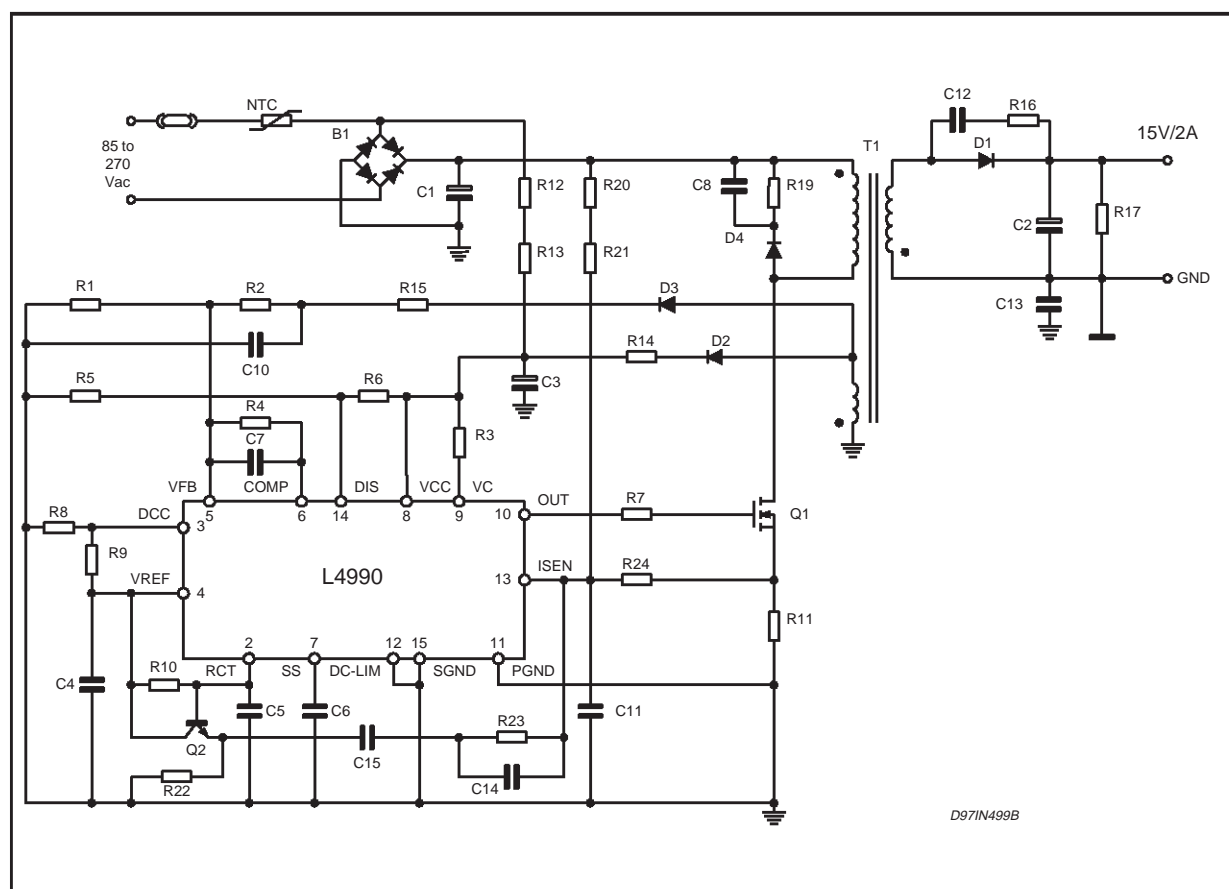 C12
R16
NTC
B1
T1
15V/2A
85 to
270
Vac
D1
C1
R12
R20
C8
R19
C2
R17
D4
R13
R21
GND
R1
R2
R15
D3
C13
C10
R14
D2
R5
R6
C3
R4
C7
R3
VFB
COMP
DIS
VCC
VC
5
6
14
8
9
OUT
R7
10
R8
DCC
3
Q1
R9
L4990
ISEN
R24
13
VREF
4
R11
2
7
12
15
11
RCT
SS
DC-LIM
SGND
PGND
R10
C4
C5
C6
C11
R23
Q2
C15
C14
R22
D97IN499B